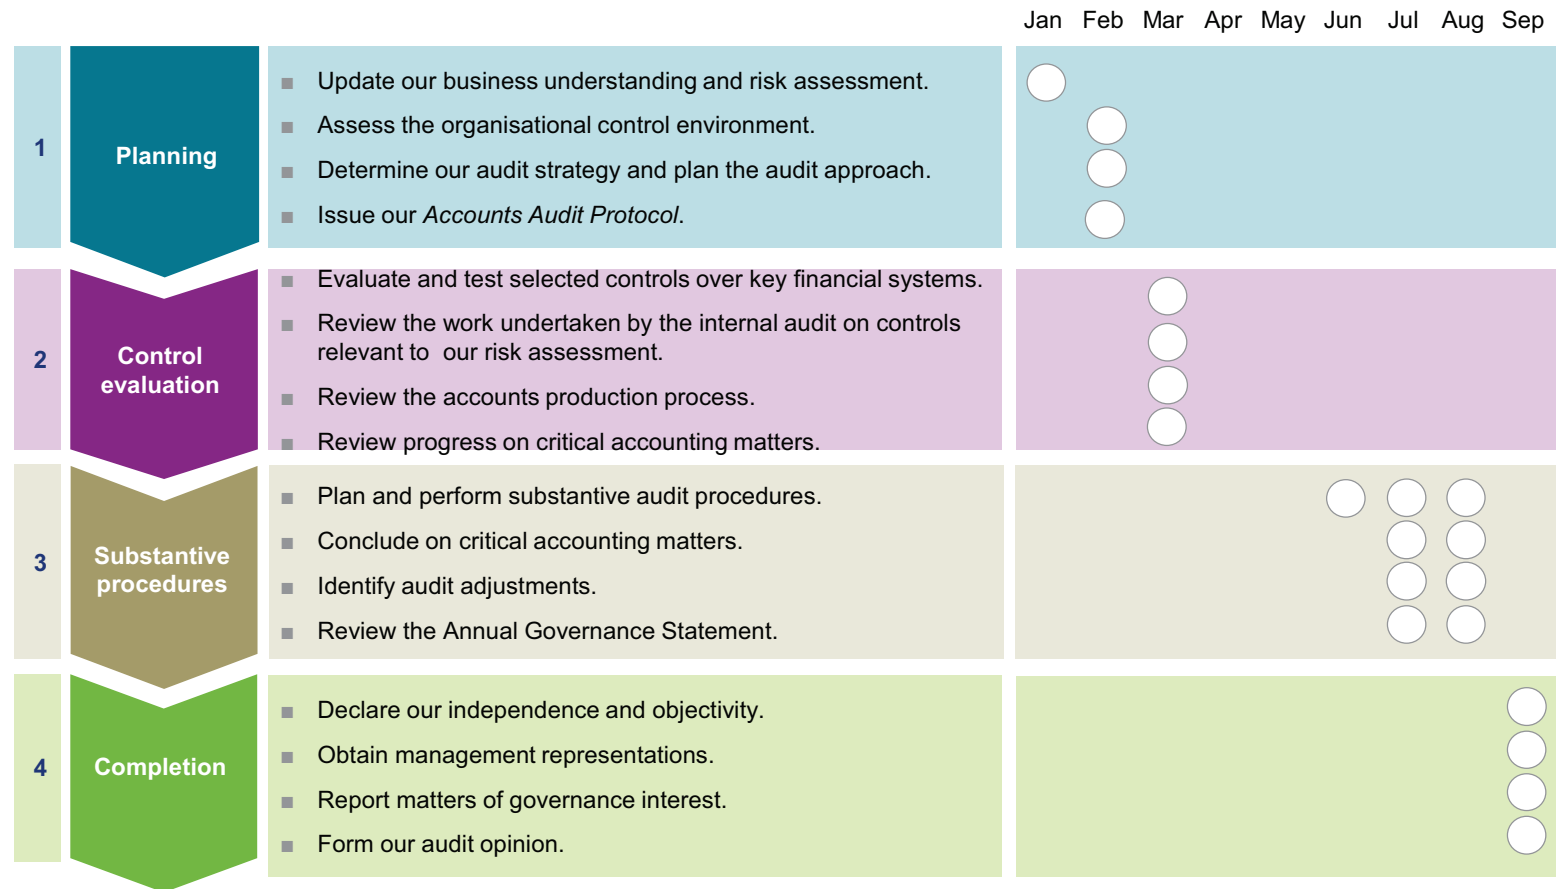 Jan Feb Mar Apr May Jun Jul Aug Sep
1
Planning
■ Update our business understanding and risk assessment.
■ Assess the organisational control environment.
■ Determine our audit strategy and plan the audit approach.
■ Issue our Accounts Audit Protocol.
2
Control
evaluation
■ Evaluate and test selected controls over key financial systems.
■ Review the work undertaken by the internal audit on controls
relevant to  our risk assessment.
■ Review the accounts production process.
■ Review progress on critical accounting matters.
3
Substantive
procedures
■ Plan and perform substantive audit procedures.
■ Conclude on critical accounting matters.
■ Identify audit adjustments.
■ Review the Annual Governance Statement.
4
Completion
■ Declare our independence and objectivity.
■ Obtain management representations.
■ Report matters of governance interest.
■ Form our audit opinion.